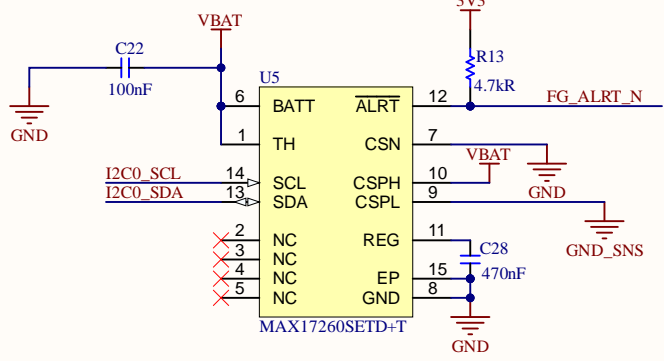 3V3
VBAT
C22
100nF
GND
R13
4.7kR
U5
6 BATT
ALRT 12
FG_ALRT_N
1 TH
CSN 7
GND
I2C0_SCL 14 SCL
CSPH 10 VBAT
I2C0_SDA 13 SDA
CSPL 9
GND_SNS
2 NC
REG 11
3 NC
C28
470nF
4 NC
EP 15
5 NC
GND 8
MAX17260SETD+T
GND